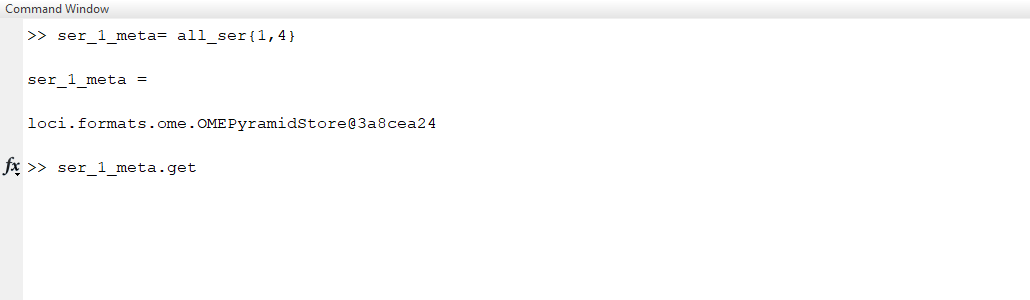 Command Window
>> ser_1_meta= all_ser{1,4}
ser_1_meta =
loci.formats.ome.OMEPyramidStore@3a8cea24
fx >> ser_1_meta.get